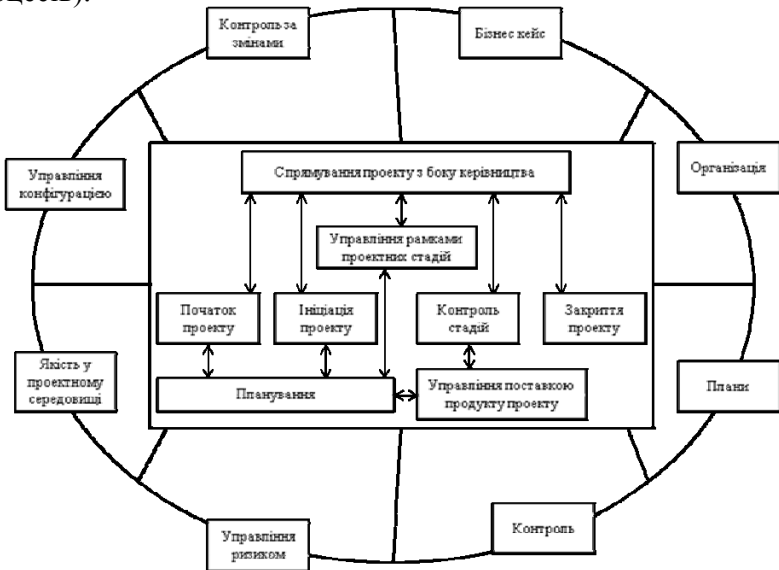 Контроль за
змінами
Бізнес кейс
Управління
конфігурацією
Організація
Спрямування проекту з боку керівництва
Управління рамками
проектних стадій
Початок
проекту
Ініціація
проекту
Контроль
стадій
Закриття
проекту
Якість у
проектному
середовищі
Планування
Управління поставкою
продукту проекту
Плани
Управління
ризиком
Контроль